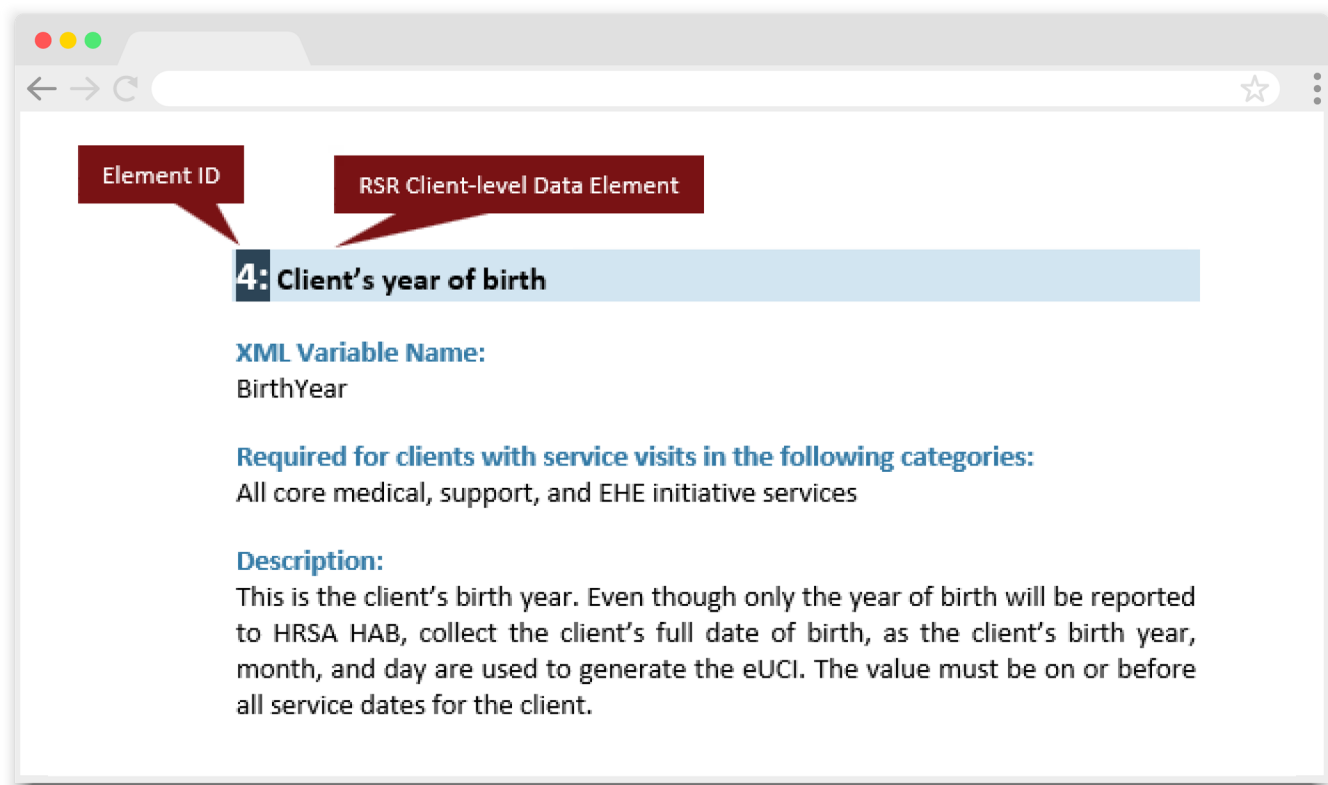 Element ID
RSR Client-level Data Element
4: Client’s year of birth
XML Variable Name:
BirthYear
Required for clients with service visits in the following categories:
All core medical, support, and EHE initiative services
Description:
This is the client’s birth year. Even though only the year of birth will be reported
to HRSA HAB, collect the client’s full date of birth, as the client’s birth year,
month, and day are used to generate the eUCI. The value must be on or before
all service dates for the client.